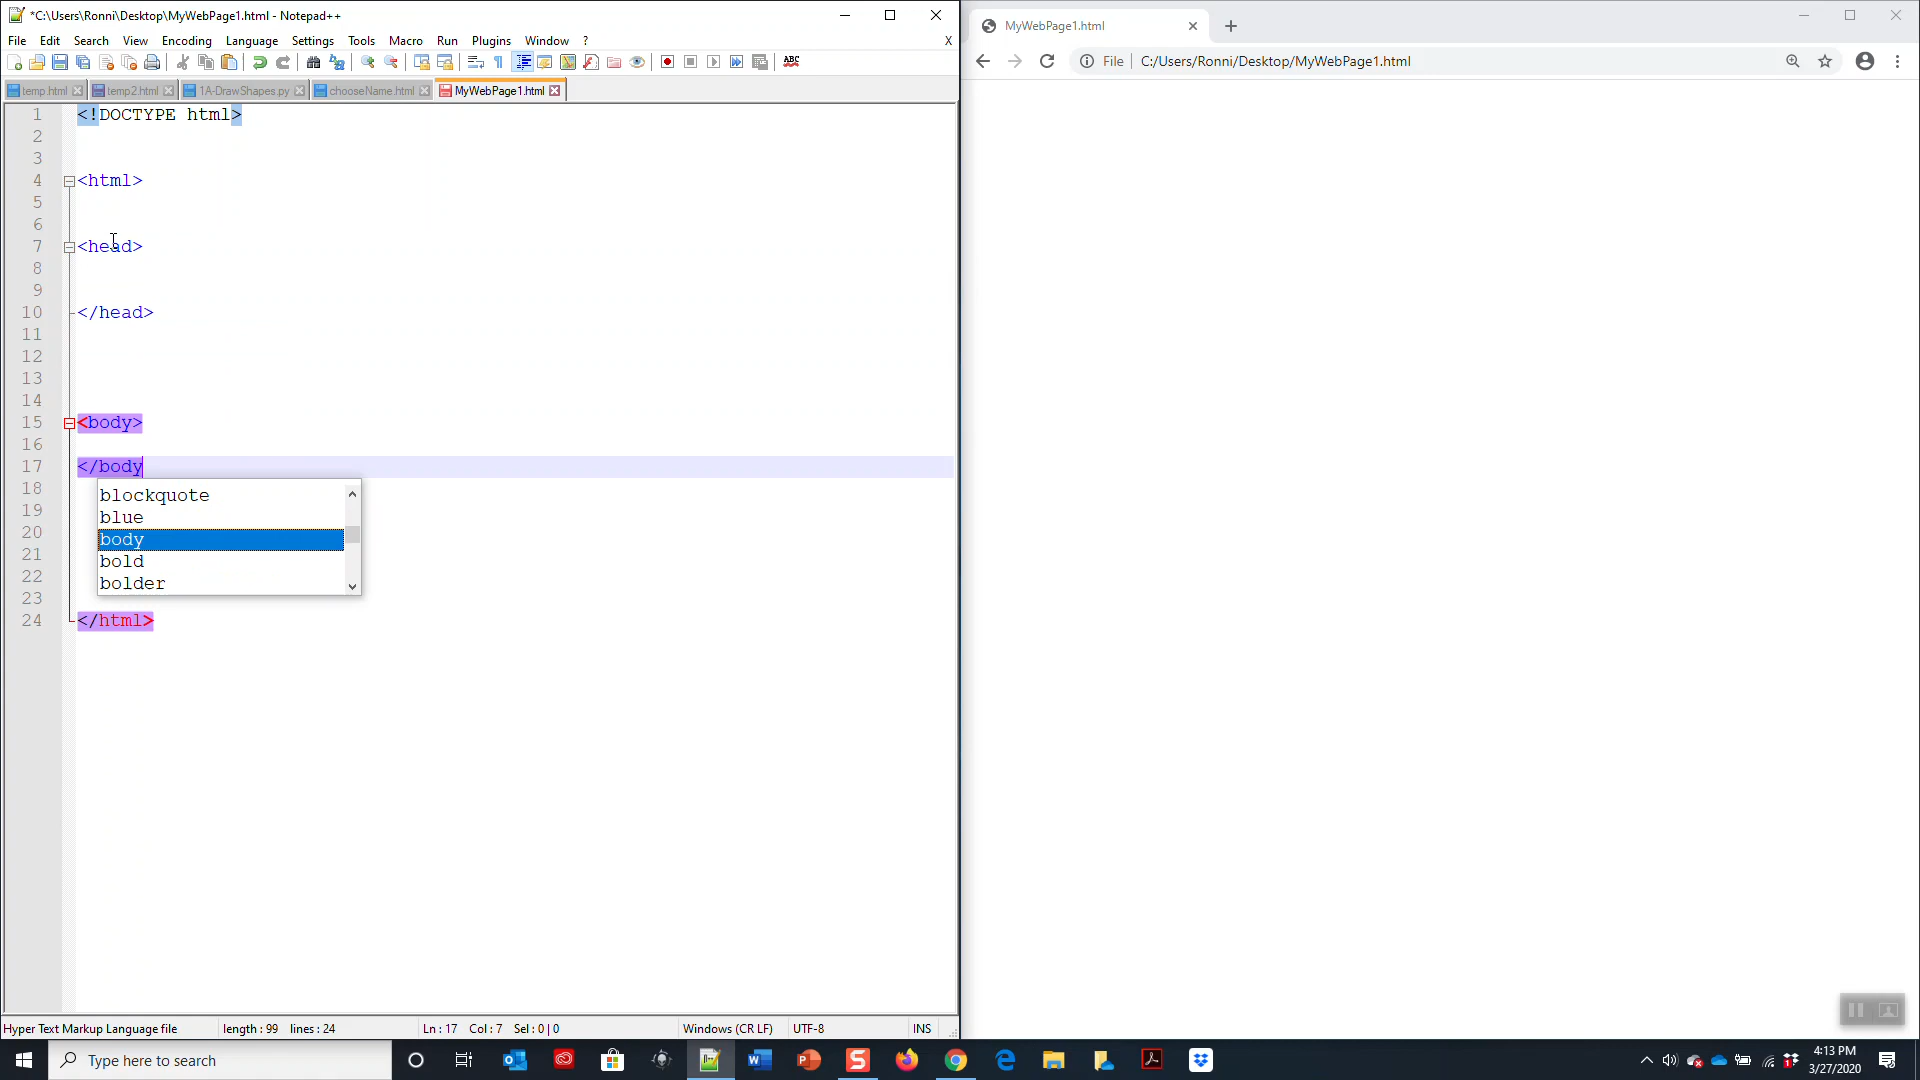 *C:\Users\Ronni\Desktop\MyWebPage1.html - Notepad++
File Edit Search View Encoding Language Settings Tools Macro Run Plugins Window ? X
temp.html temp2.html 1A-DrawShapes.py chooseName.html MyWebPage1.html
1 <!DOCTYPE html>
2
3
4 <html>
5
6
7 <head>
8
9
10 </head>
11
12
13
14
15 <body>
16
17 </body
18
19
20
21
22
23
24 </html>
blockquote
blue
body
bold
bolder
Hyper Text Markup Language file length : 99 lines : 24 Ln : 17 Col : 7 Sel : 0 | 0 Windows (CR LF) UTF-8 INS
MyWebPage1.html
File C:/Users/Ronni/Desktop/MyWebPage1.html
Type here to search
4:13 PM
3/27/2020